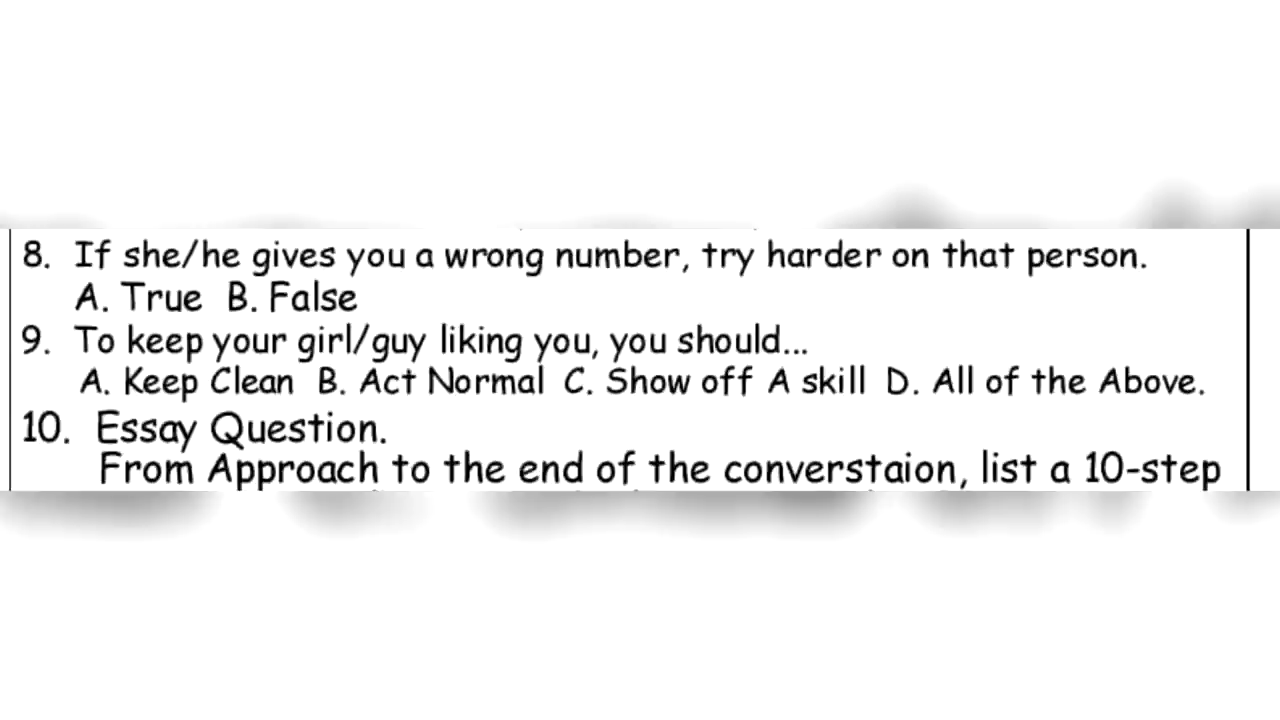 8. If she/he gives you a wrong number, try harder on that person.
A. True B. False
9. To keep your girl/guy liking you, you should...
A. Keep Clean B. Act Normal C. Show off A skill D. All of the Above.
10. Essay Question.
From Approach to the end of the converstaion, list a 10-step